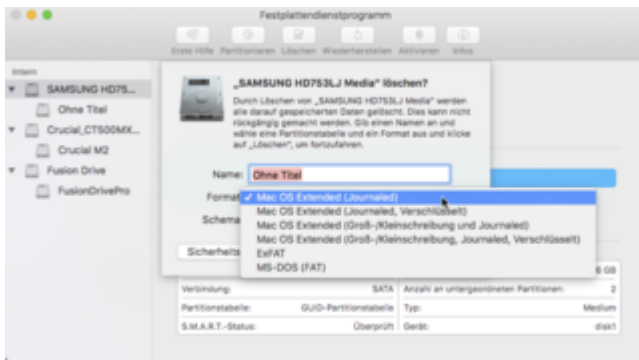 Festplattendienstprogramm
Erste Hilfe Partitionieren Löschen Wiederherstellen Aktivieren Infos
Intern
SAMSUNG HD75...
Ohne Titel
Crucial_CT500MX...
Crucial M2
Fusion Drive
FusionDrivePro
„SAMSUNG HD753LJ Media“ löschen?
Durch Löschen von „SAMSUNG HD753LJ Media“ werden
alle darauf gespeicherten Daten gelöscht. Dies kann nicht
rückgängig gemacht werden. Gib einen Namen an und
wähle eine Partitionstabelle und ein Format aus und klicke
auf „Löschen“, um fortzufahren.
Name: Ohne Titel
Format ✓ Mac OS Extended (Journaled)
Mac OS Extended (Journaled, Verschlüsselt)
Schema
Mac OS Extended (Groß-/Kleinschreibung und Journaled)
Mac OS Extended (Groß-/Kleinschreibung, Journaled, Verschlüsselt)
Sicherheits
ExFAT
MS-DOS (FAT)
Verbindung: SATA Anzahl an untergeordneten Partitionen: 2
Partitionstabelle: GUID-Partitionstabelle Typ: Medium
S.M.A.R.T.-Status: Überprüft Gerät: disk1